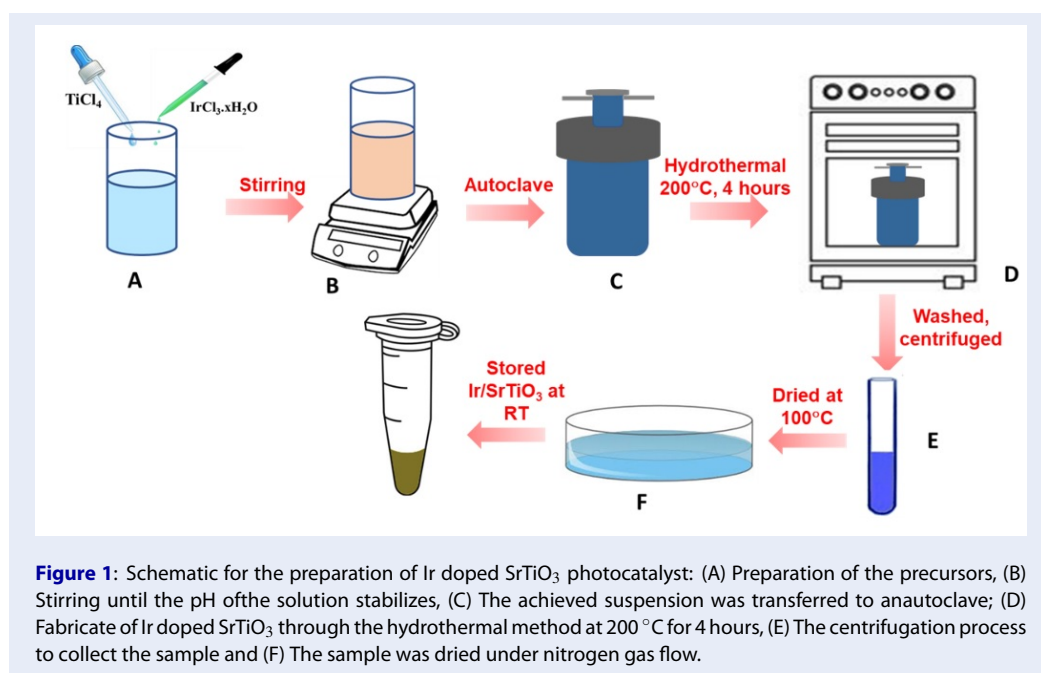 TiCl₄
IrCl₃.xH₂O
Stirring
Autoclave
Hydrothermal
200°C, 4 hours
A
B
C
D
Washed,
centrifuged
Stored
Ir/SrTiO₃ at
RT
Dried at
100°C
E
F
Figure 1: Schematic for the preparation of Ir doped SrTiO₃ photocatalyst: (A) Preparation of the precursors, (B)
Stirring until the pH ofthe solution stabilizes, (C) The achieved suspension was transferred to anautoclave; (D)
Fabricate of Ir doped SrTiO₃ through the hydrothermal method at 200 °C for 4 hours, (E) The centrifugation process
to collect the sample and (F) The sample was dried under nitrogen gas flow.